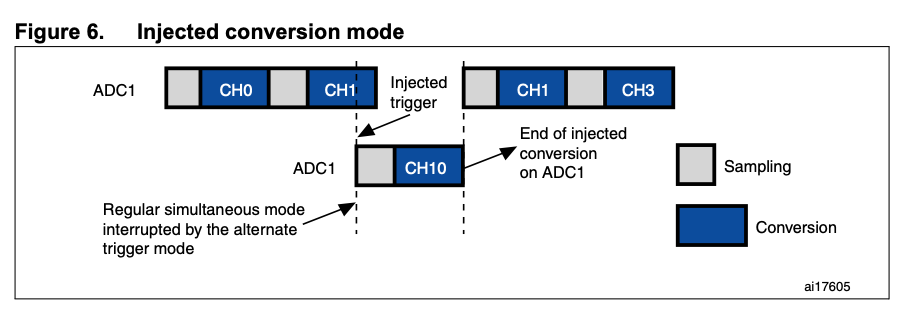 Figure 6. Injected conversion mode
ADC1
CH0
CH1
Injected
trigger
CH1
CH3
ADC1
CH10
End of injected
conversion
on ADC1
Sampling
Regular simultaneous mode
interrupted by the alternate
trigger mode
Conversion
ai17605